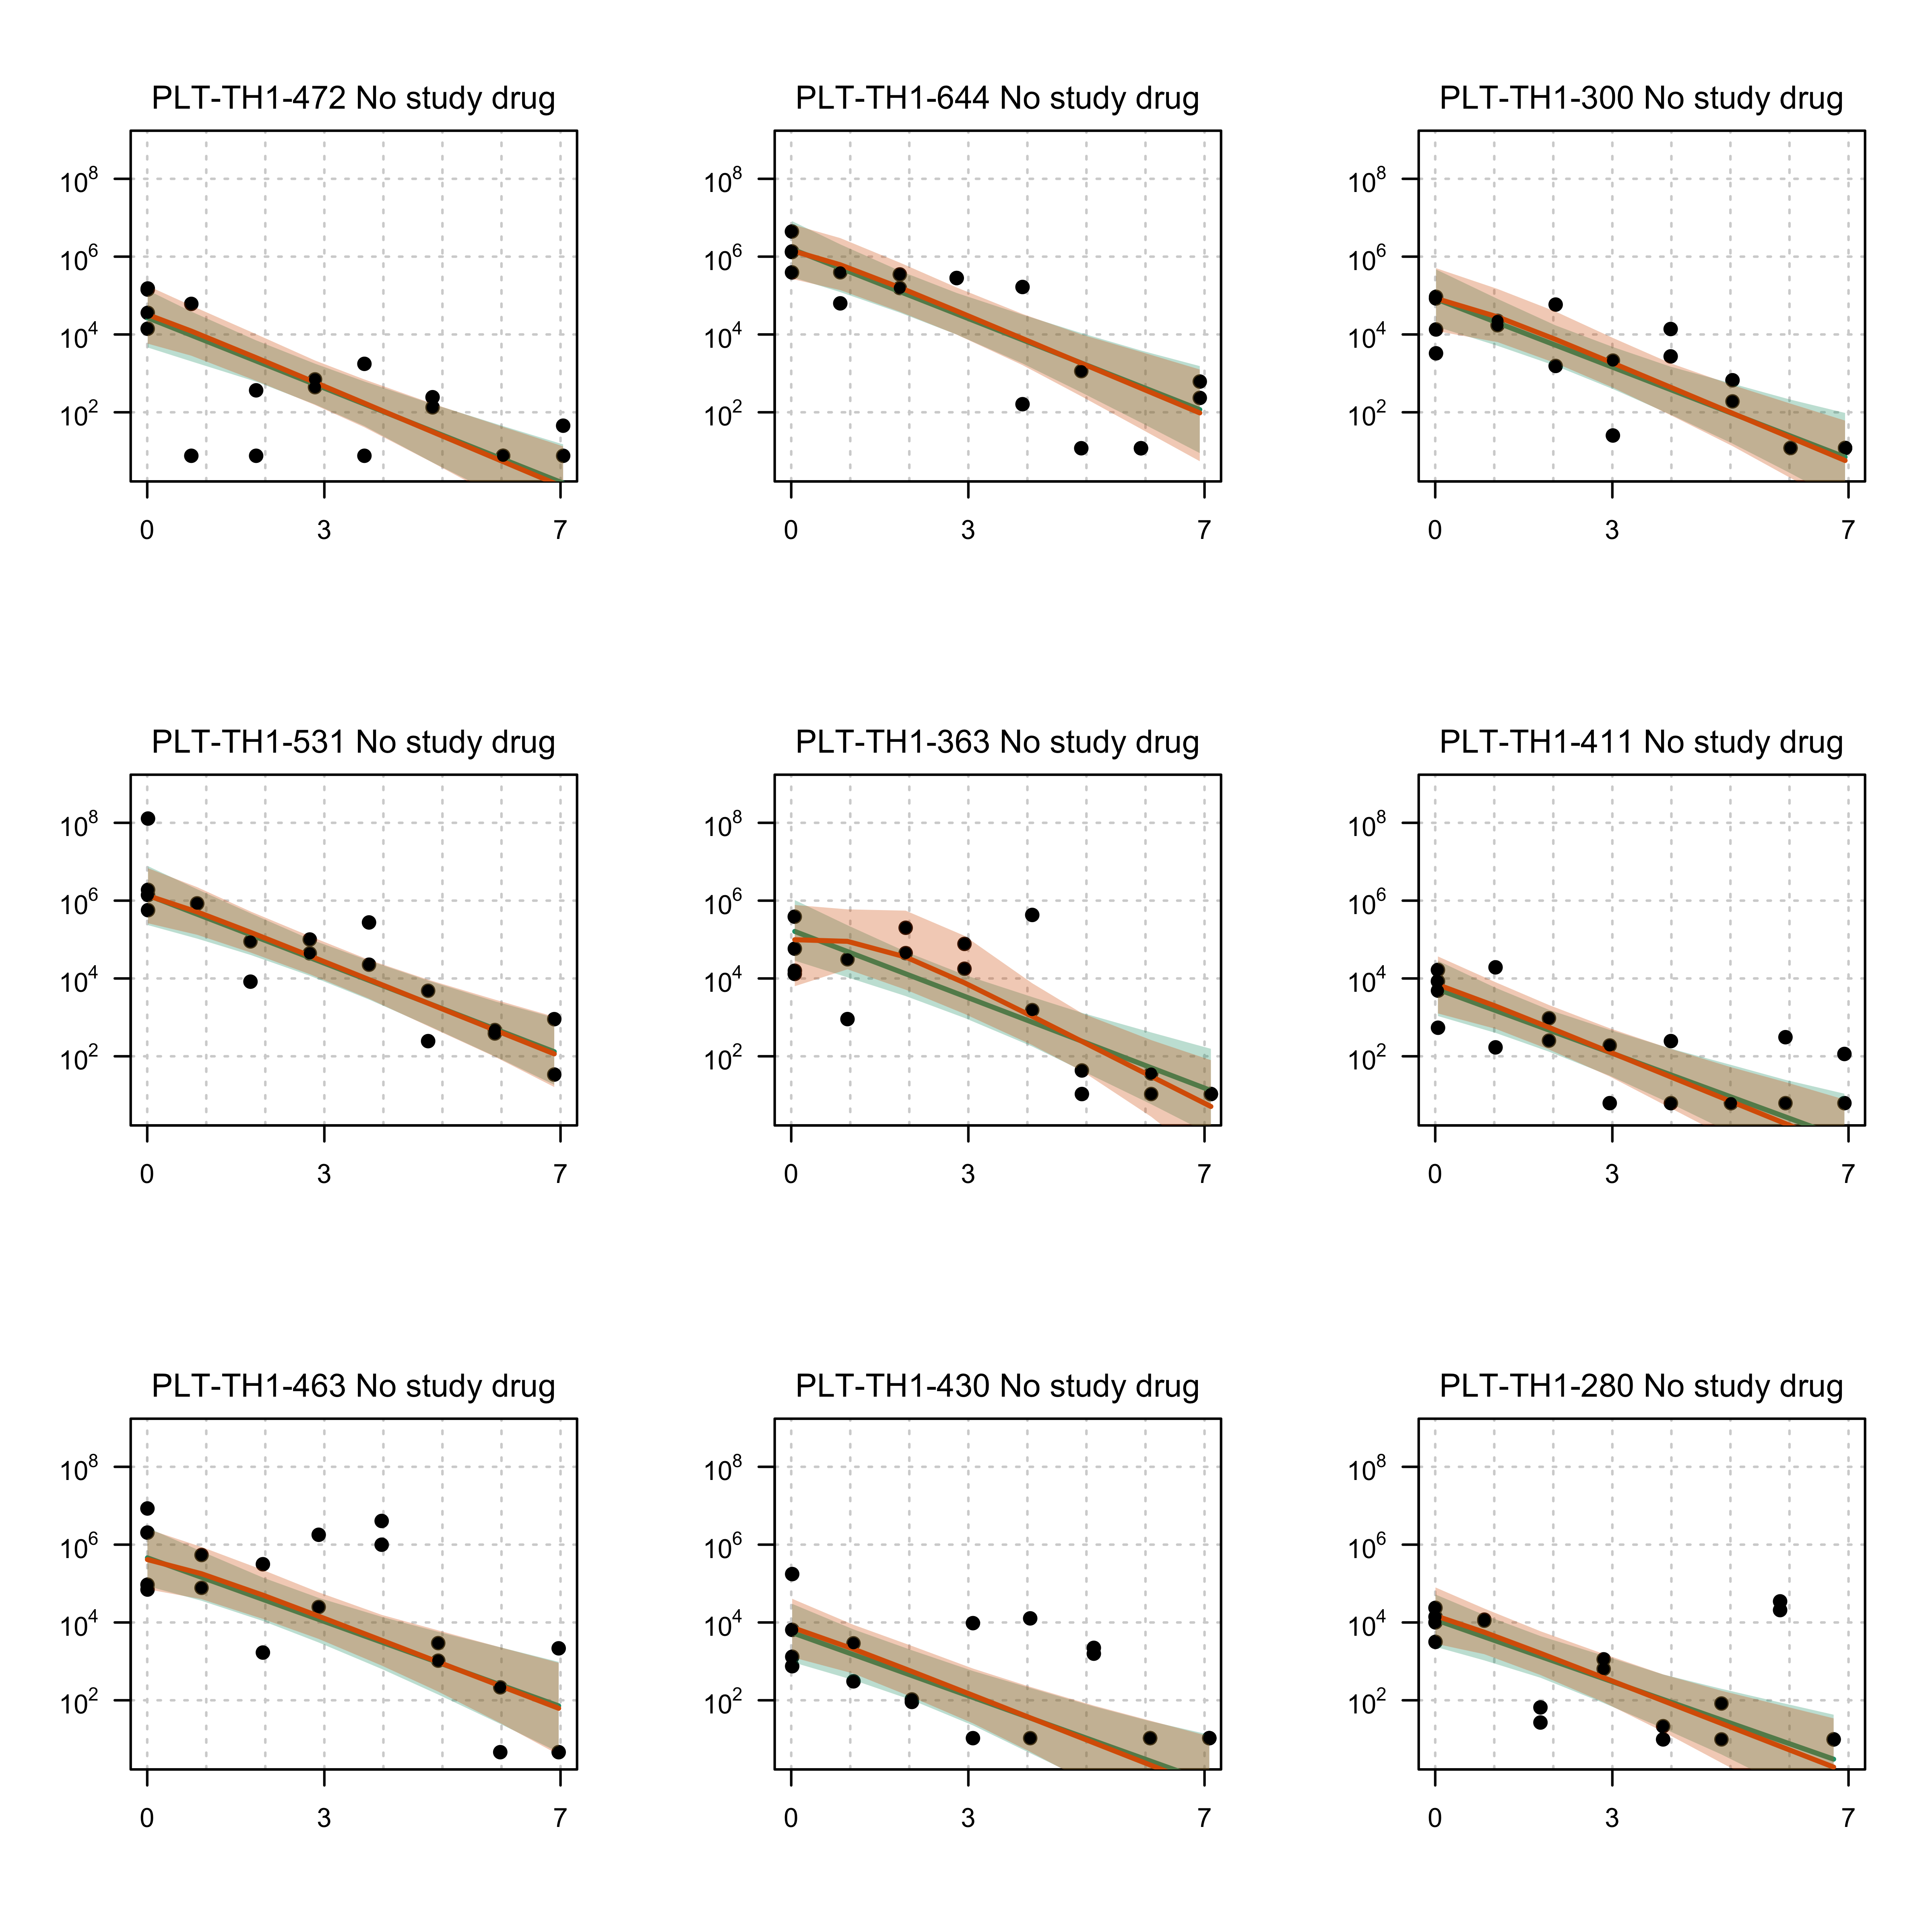 PLT-TH1-472 No study drug
PLT-TH1-644 No study drug
PLT-TH1-300 No study drug
10^8 10^8 10^8
10^6 10^6 10^6
10^4 10^4 10^4
10^2 10^2 10^2
0 3 7 0 3 7 0 3 7
PLT-TH1-531 No study drug
PLT-TH1-363 No study drug
PLT-TH1-411 No study drug
10^8 10^8 10^8
10^6 10^6 10^6
10^4 10^4 10^4
10^2 10^2 10^2
0 3 7 0 3 7 0 3 7
PLT-TH1-463 No study drug
PLT-TH1-430 No study drug
PLT-TH1-280 No study drug
10^8 10^8 10^8
10^6 10^6 10^6
10^4 10^4 10^4
10^2 10^2 10^2
0 3 7 0 3 7 0 3 7